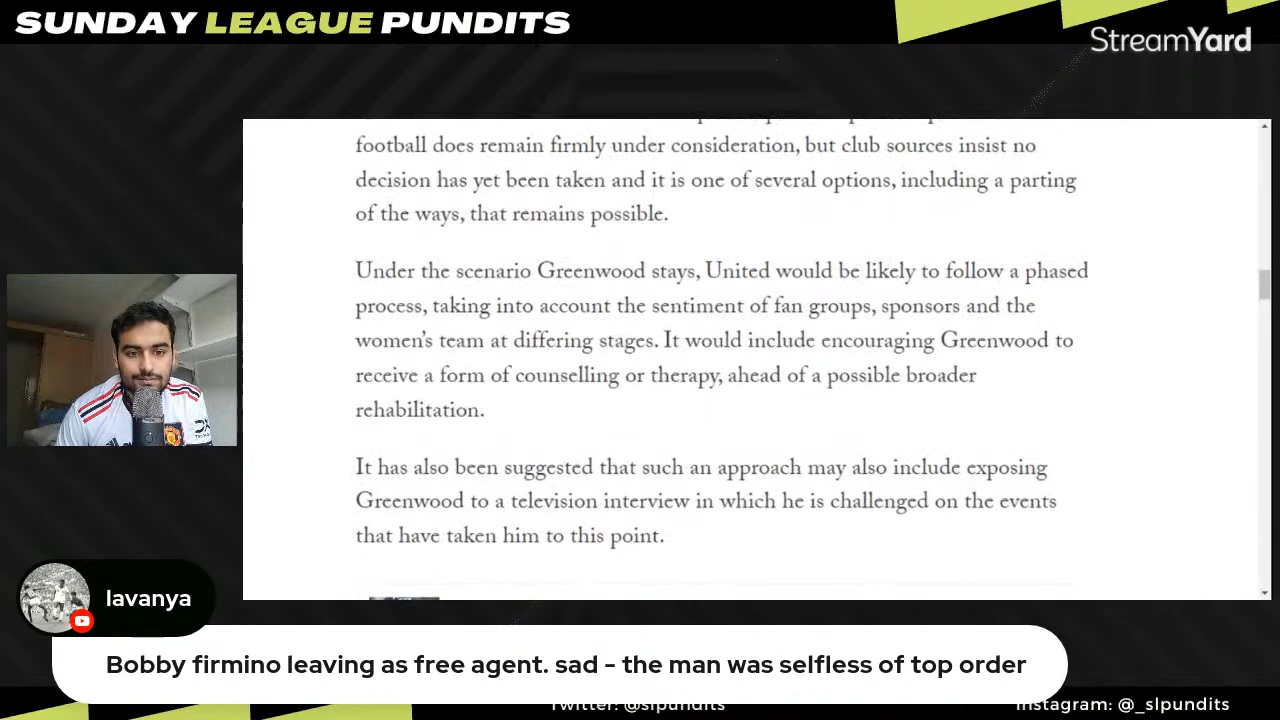 SUNDAY LEAGUE PUNDITS
StreamYard
football does remain firmly under consideration, but club sources insist no
decision has yet been taken and it is one of several options, including a parting
of the ways, that remains possible.
Under the scenario Greenwood stays, United would be likely to follow a phased
process, taking into account the sentiment of fan groups, sponsors and the
women’s team at differing stages. It would include encouraging Greenwood to
receive a form of counselling or therapy, ahead of a possible broader
rehabilitation.
It has also been suggested that such an approach may also include exposing
Greenwood to a television interview in which he is challenged on the events
that have taken him to this point.
lavanya
Bobby firmino leaving as free agent. sad - the man was selfless of top order
Twitter: @slpundits
Instagram: @_slpundits